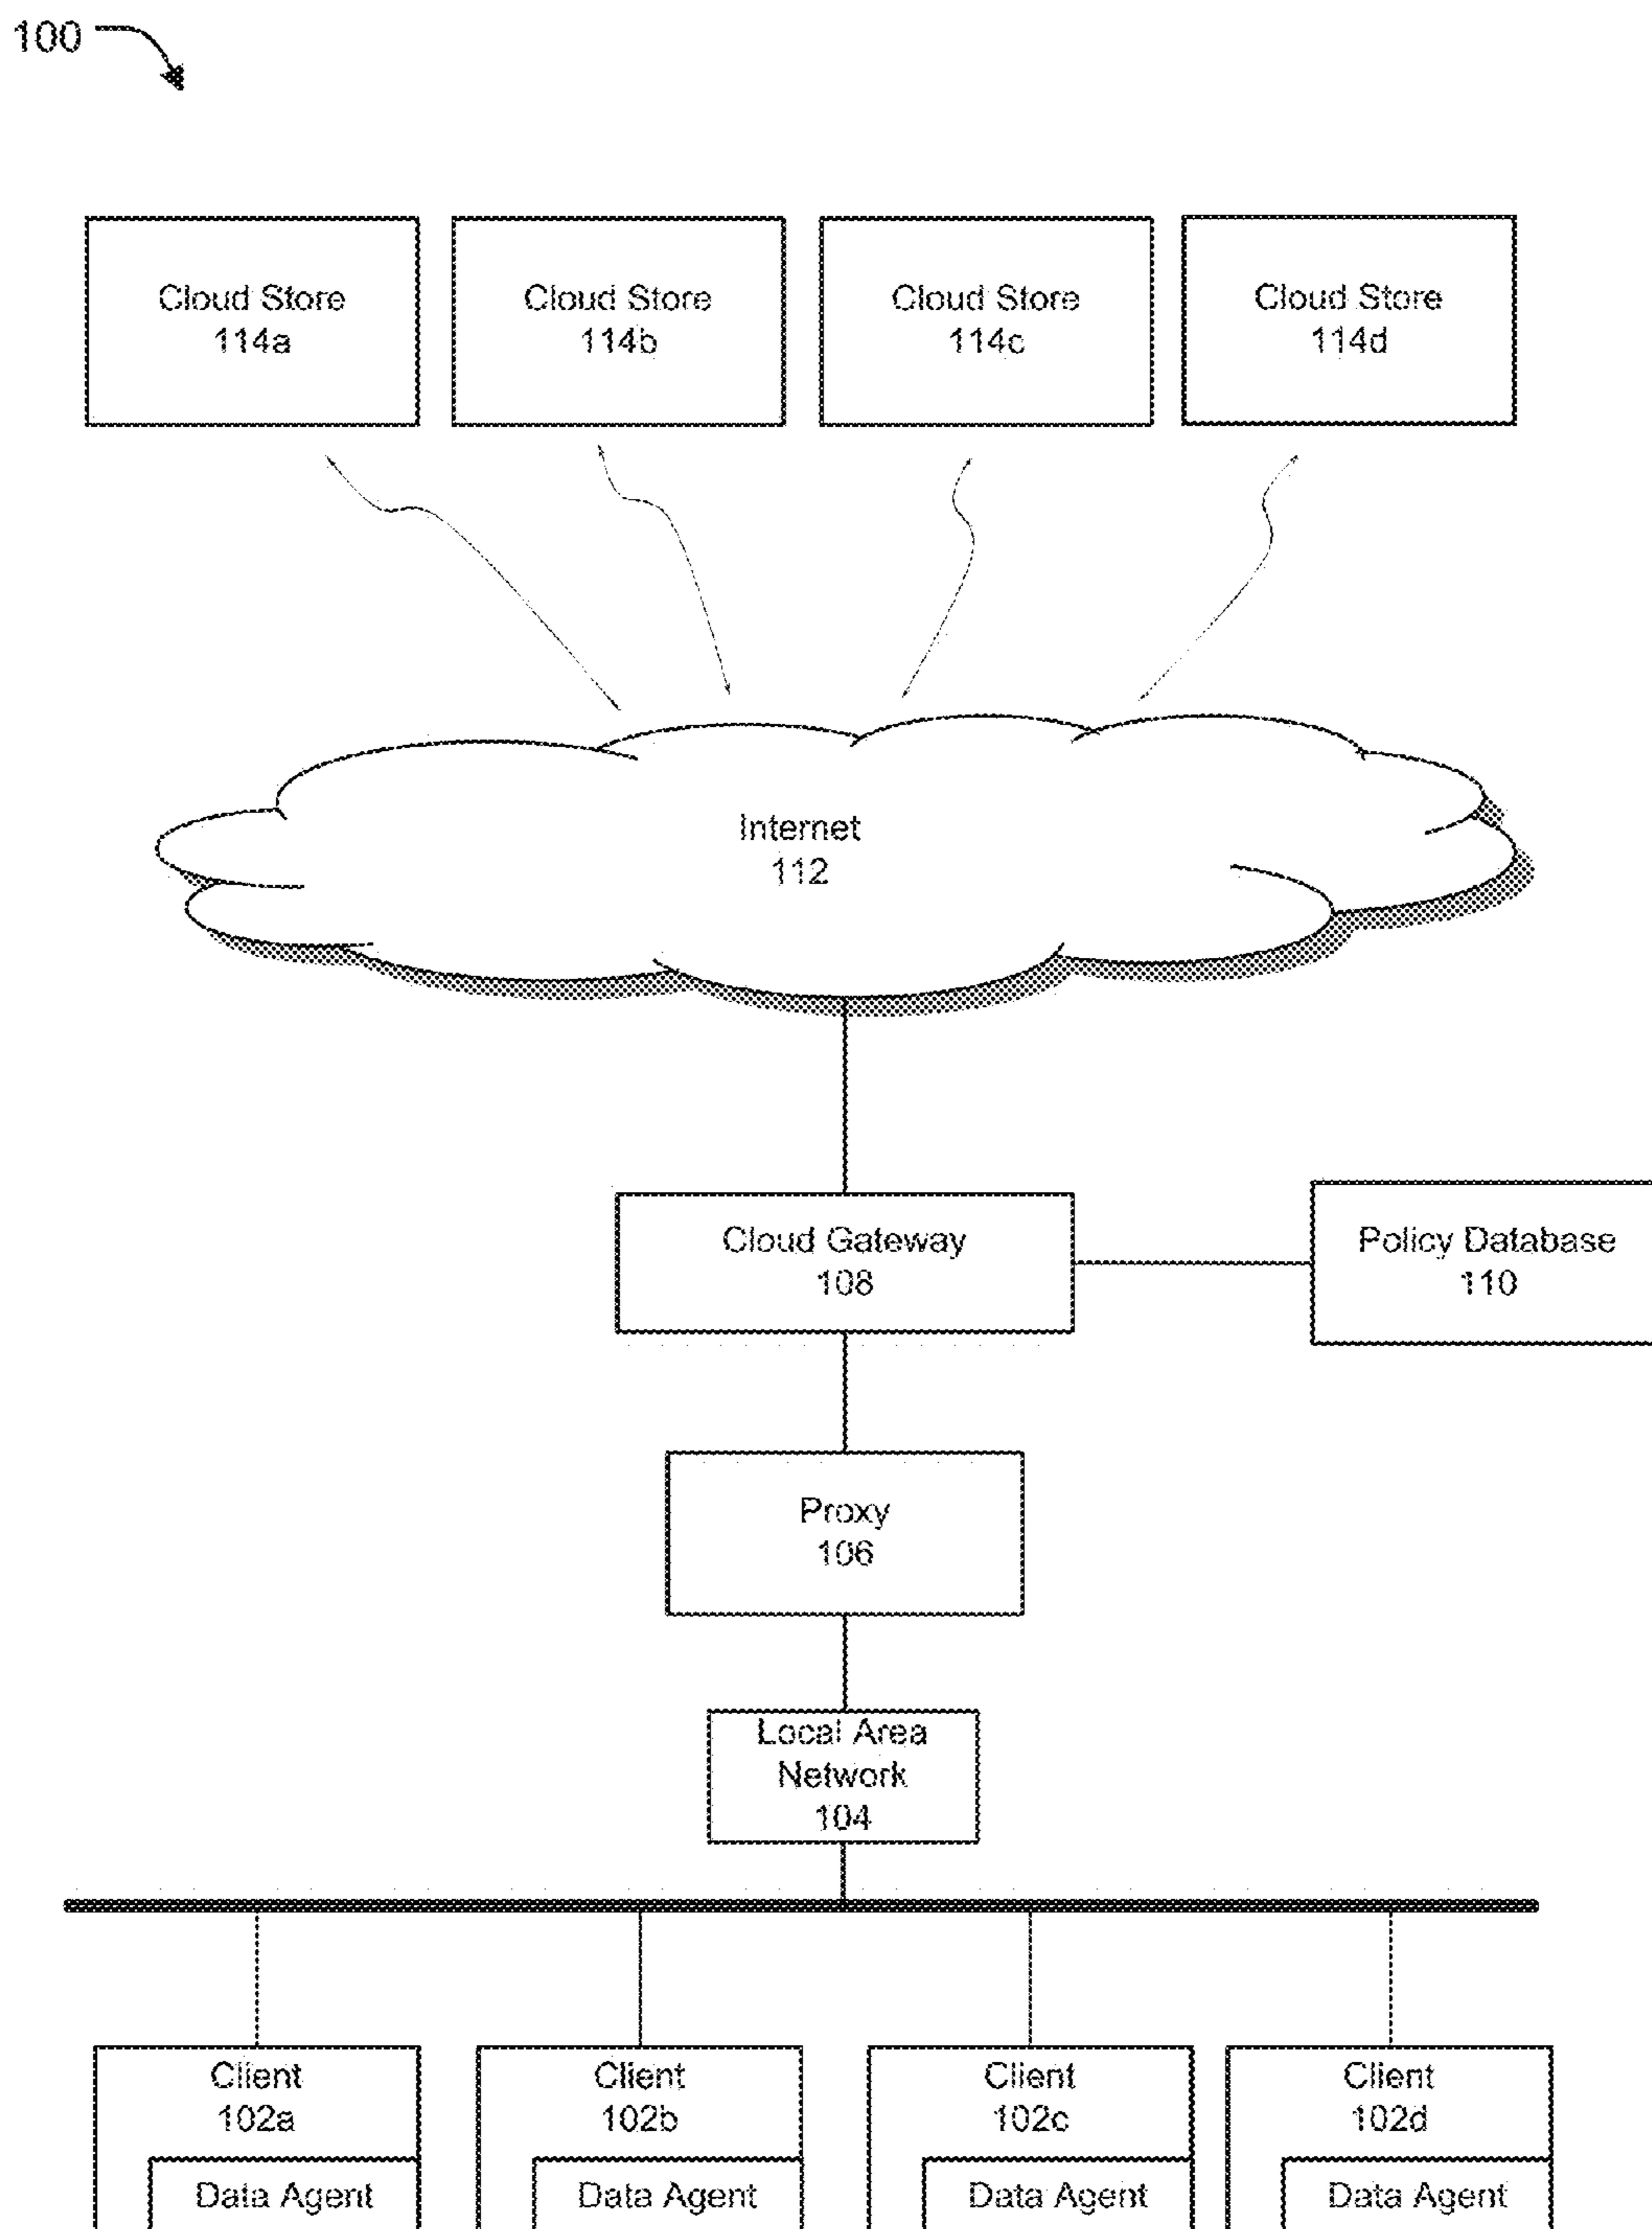 100
Cloud Store
114a
Cloud Store
114b
Cloud Store
114c
Cloud Store
114d
Internet
112
Cloud Gateway
108
Policy Database
110
Proxy
106
Local Area
Network
104
Client
102a
Data Agent
Client
102b
Data Agent
Client
102c
Data Agent
Client
102d
Data Agent